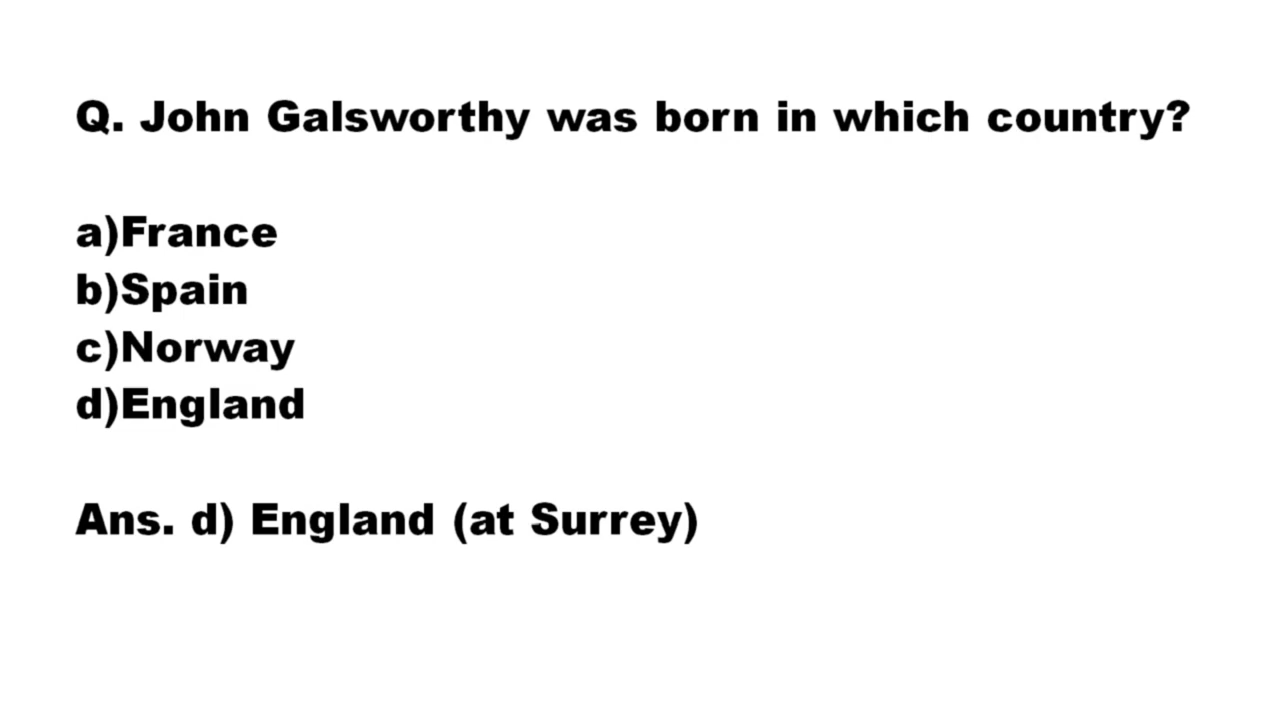 Q. John Galsworthy was born in which country?
a)France
b)Spain
c)Norway
d)England
Ans. d) England (at Surrey)